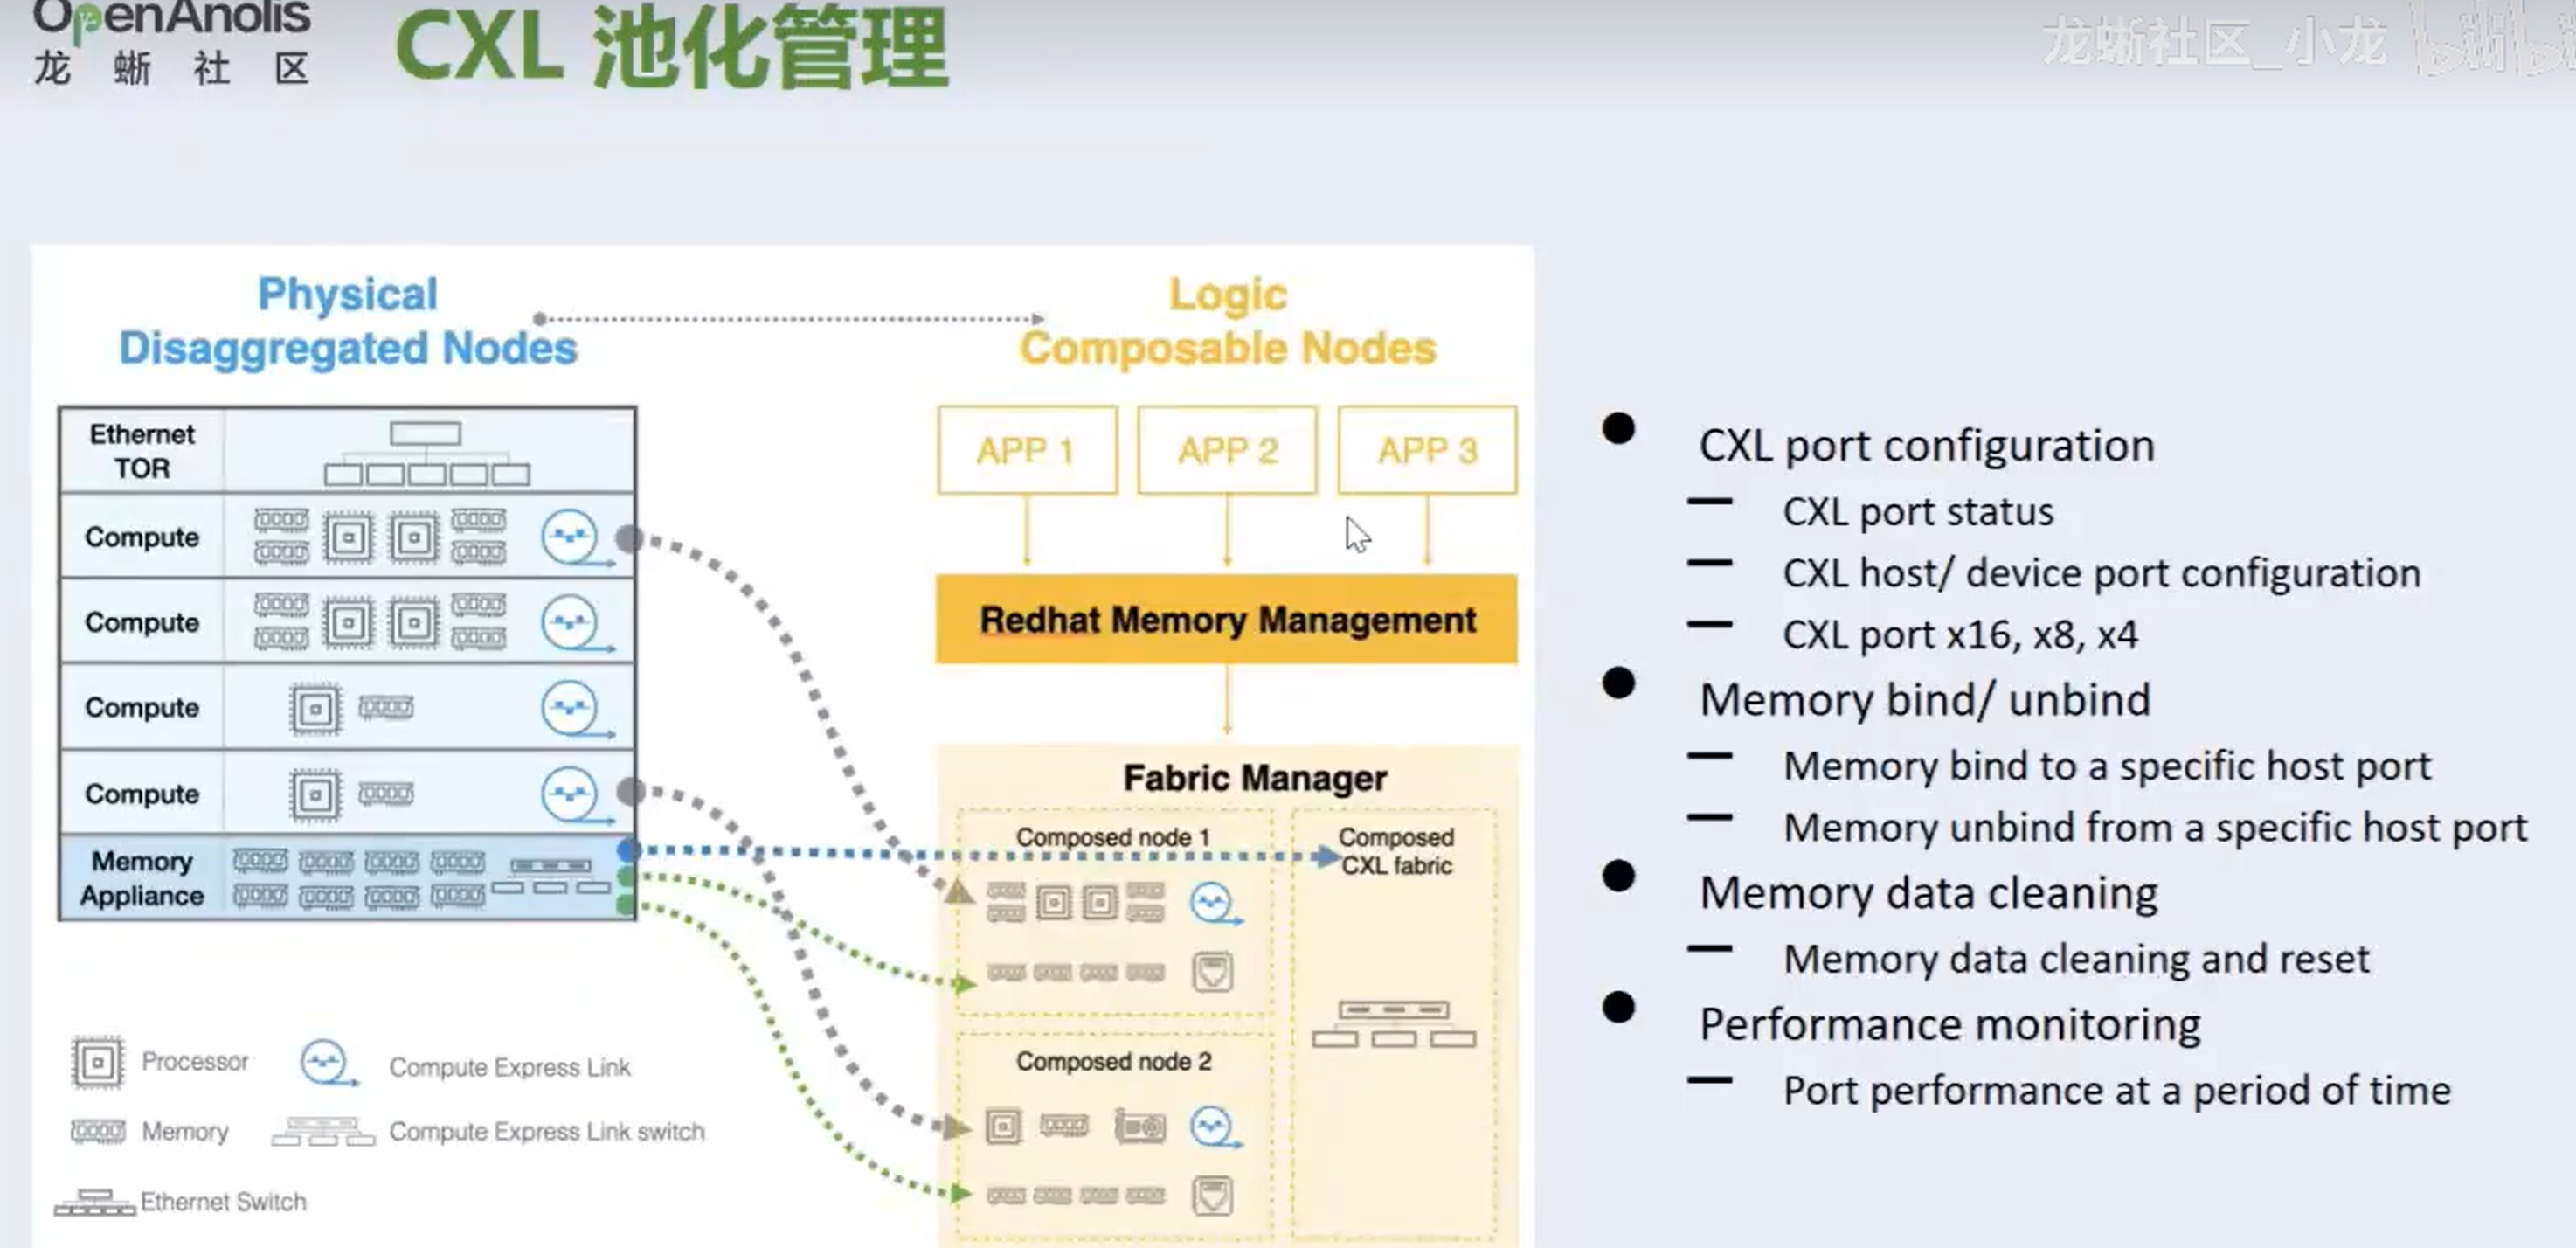 OpenAnolis
龙蜥社区
CXL 池化管理
龙蜥社区_小龙
Physical
Disaggregated Nodes
Logic
Composable Nodes
Ethernet
TOR
Compute
Compute
Compute
Compute
Memory
Appliance
Processor
Compute Express Link
Memory
Compute Express Link switch
Ethernet Switch
APP 1
APP 2
APP 3
Redhat Memory Management
Fabric Manager
Composed node 1
Composed
CXL fabric
Composed node 2
● CXL port configuration
— CXL port status
— CXL host/ device port configuration
— CXL port x16, x8, x4
● Memory bind/ unbind
— Memory bind to a specific host port
— Memory unbind from a specific host port
● Memory data cleaning
— Memory data cleaning and reset
● Performance monitoring
— Port performance at a period of time